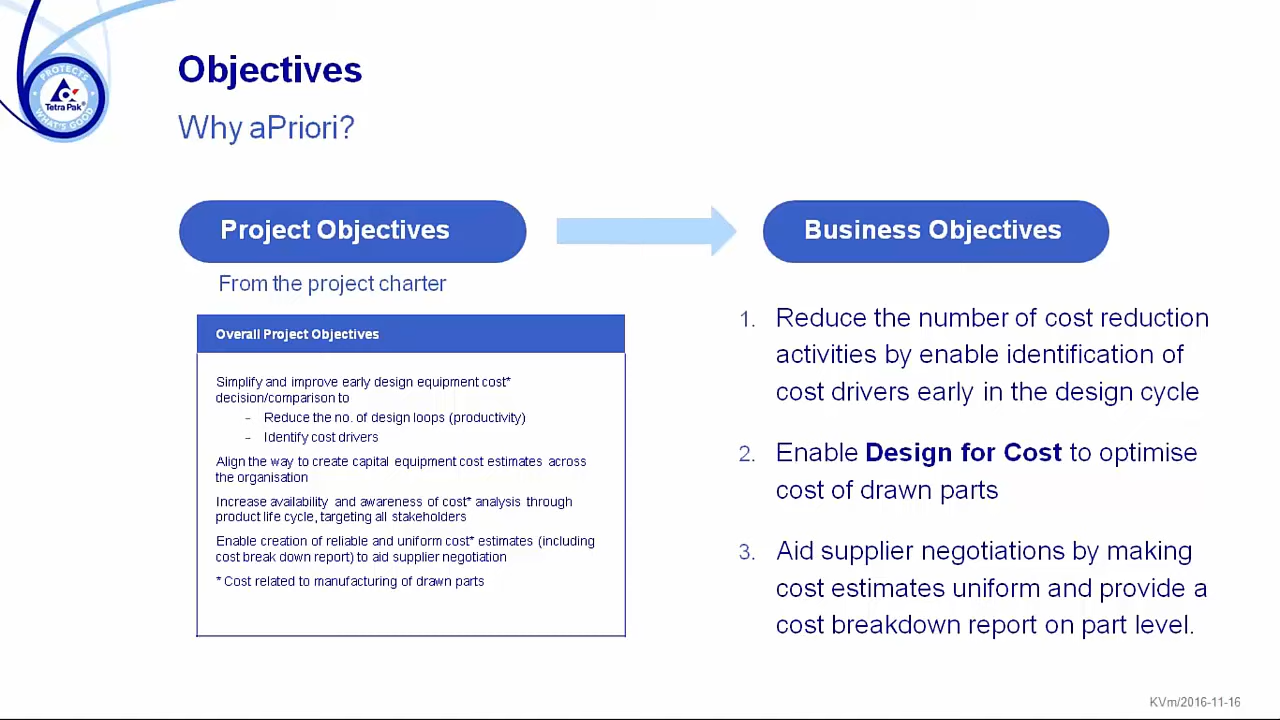 PROTECTS
Tetra Pak®
WHAT'S GOOD
Objectives
Why aPriori?
Project Objectives
From the project charter
Overall Project Objectives
Simplify and improve early design equipment cost*
decision/comparison to
- Reduce the no. of design loops (productivity)
- Identify cost drivers
Align the way to create capital equipment cost estimates across
the organisation
Increase availability and awareness of cost* analysis through
product life cycle, targeting all stakeholders
Enable creation of reliable and uniform cost* estimates (including
cost break down report) to aid supplier negotiation
* Cost related to manufacturing of drawn parts
Business Objectives
1. Reduce the number of cost reduction
activities by enable identification of
cost drivers early in the design cycle
2. Enable Design for Cost to optimise
cost of drawn parts
3. Aid supplier negotiations by making
cost estimates uniform and provide a
cost breakdown report on part level.
KVm/2016-11-16